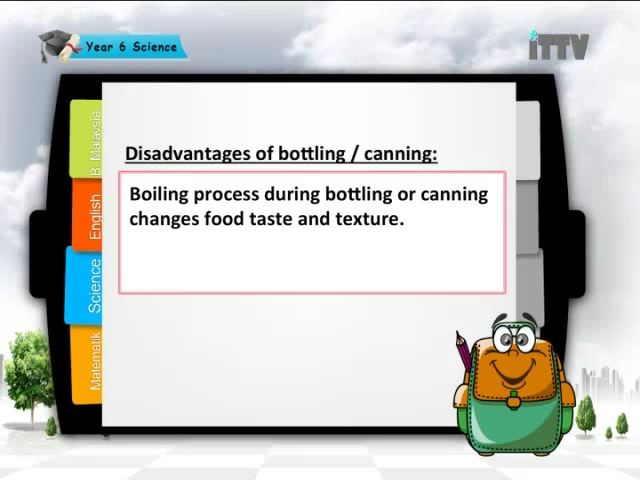 Year 6 Science
iTTV
Disadvantages of bottling / canning:
Boiling process during bottling or canning
changes food taste and texture.
B. Malaysia
English
Science
Matematik